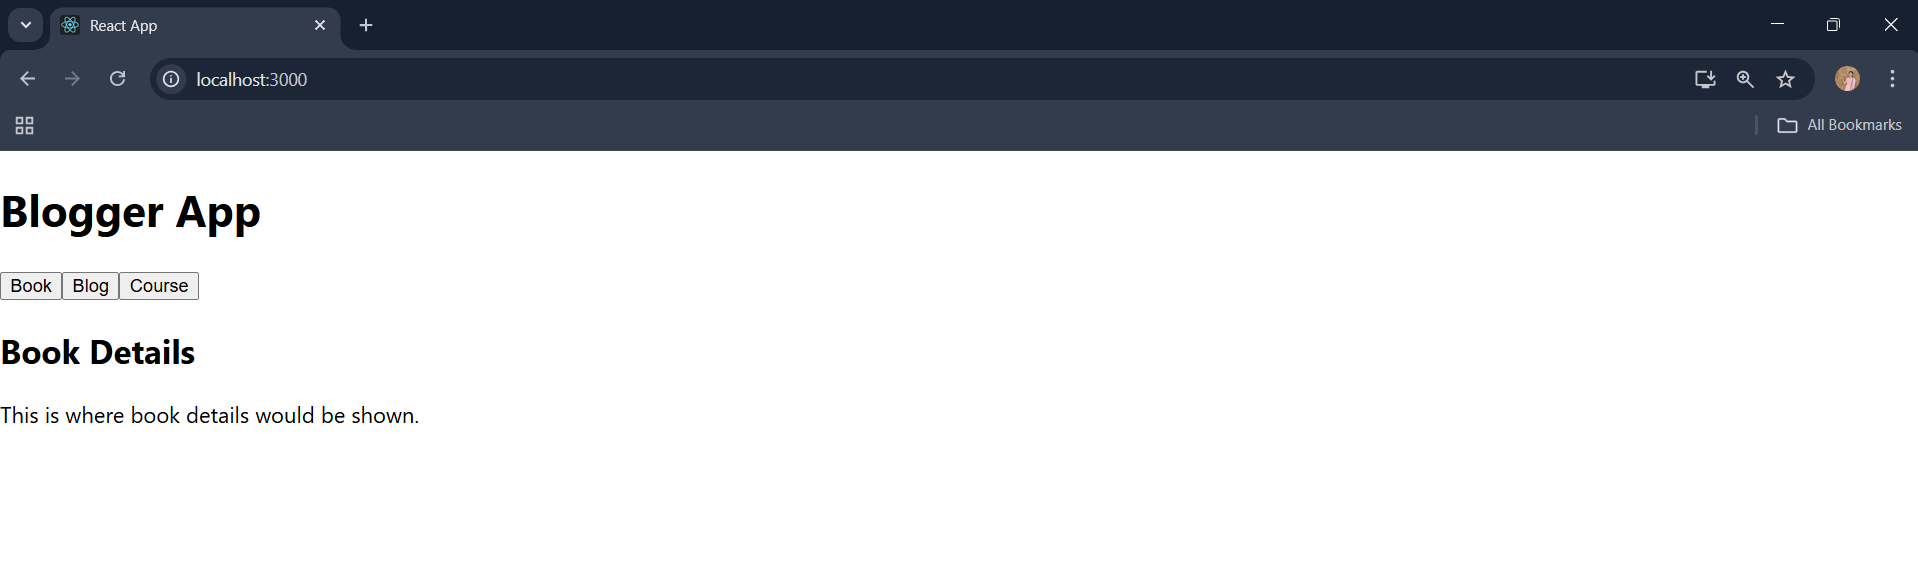 React App
localhost:3000
All Bookmarks
Blogger App
Book Blog Course
Book Details
This is where book details would be shown.